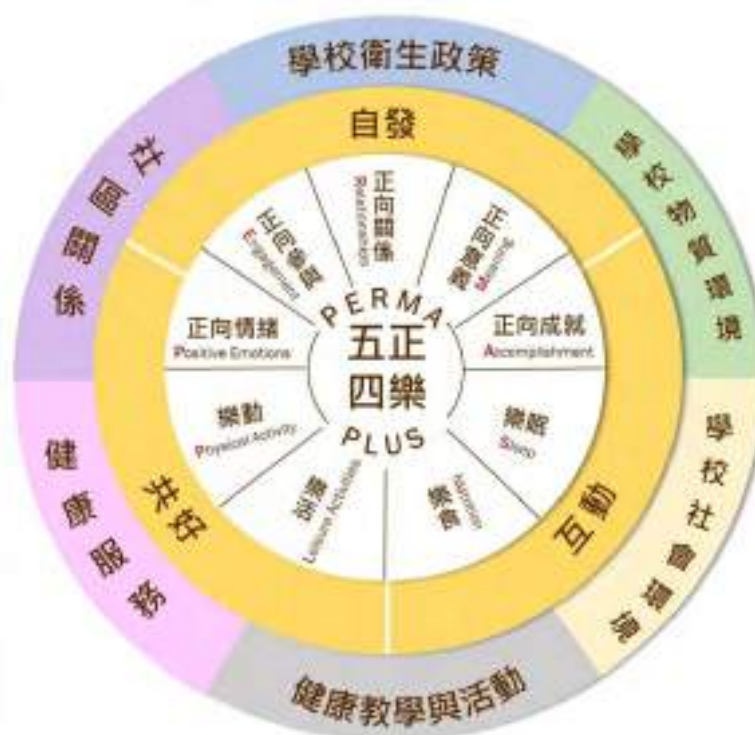 學校衛生政策
學校物質環境
學校社會環境
健康教學與活動
健康服務
社區關係
自發
互動
共好
正向情緒
Positive Emotions
正向參與
Engagement
正向關係
Relationships
正向意義
Meaning
正向成就
Accomplishment
樂眠
Sleep
樂食
Nutrition
樂活
Leisure Activities
樂動
Physical Activity
PERMA
五正
四樂
PLUS